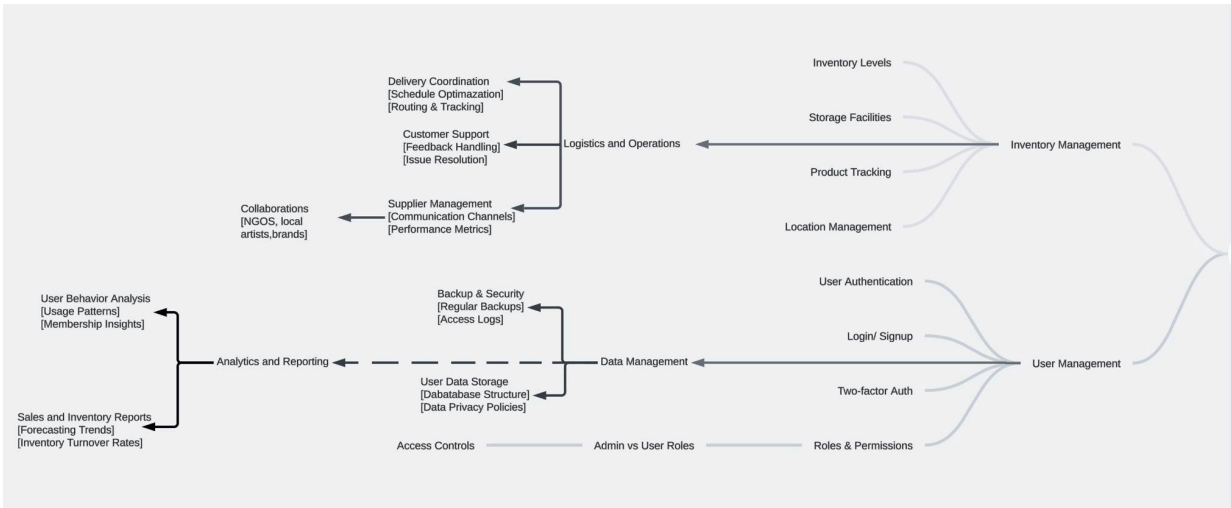 Inventory Levels
Delivery Coordination
[Schedule Optimazation]
[Routing & Tracking]
Storage Facilities
Customer Support
[Feedback Handling]
[Issue Resolution]
Logistics and Operations
Inventory Management
Product Tracking
Supplier Management
[Communication Channels]
[Performance Metrics]
Collaborations
[NGOS, local
artists,brands]
Location Management
User Authentication
Backup & Security
[Regular Backups]
[Access Logs]
User Behavior Analysis
[Usage Patterns]
[Membership Insights]
Login/ Signup
Analytics and Reporting
Data Management
User Management
User Data Storage
[Dabatabase Structure]
[Data Privacy Policies]
Two-factor Auth
Sales and Inventory Reports
[Forecasting Trends]
[Inventory Turnover Rates]
Access Controls
Admin vs User Roles
Roles & Permissions